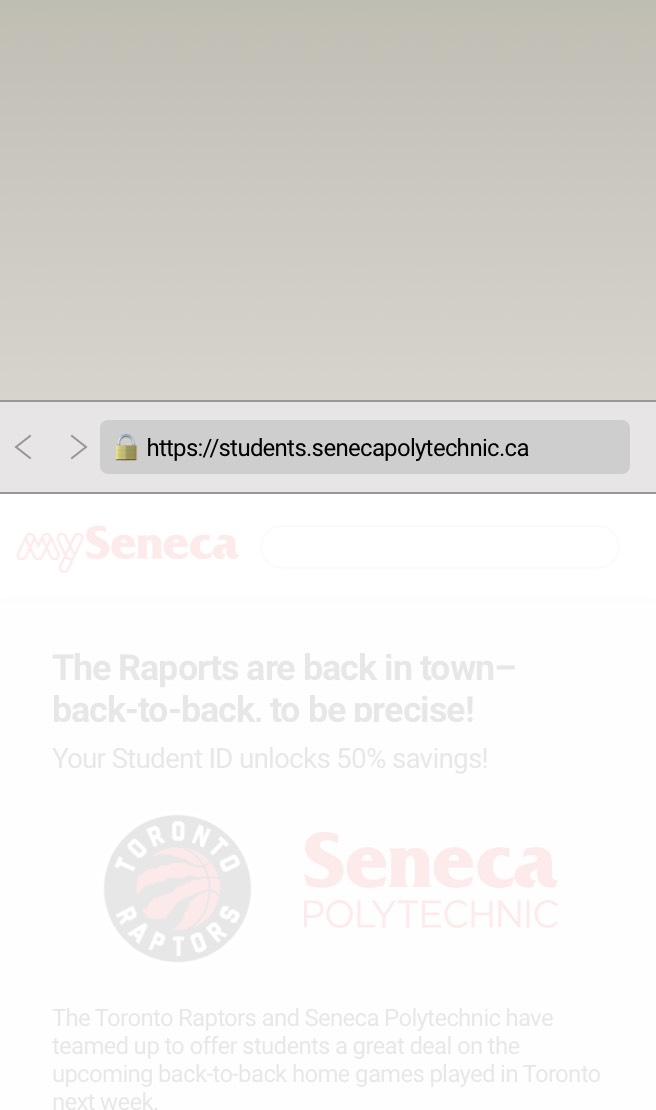 https://students.senecapolytechnic.ca
mySeneca
The Raports are back in town–
back-to-back, to be precise!
Your Student ID unlocks 50% savings!
TORONTO
RAPTORS
Seneca
POLYTECHNIC
The Toronto Raptors and Seneca Polytechnic have
teamed up to offer students a great deal on the
upcoming back-to-back home games played in Toronto
next week.